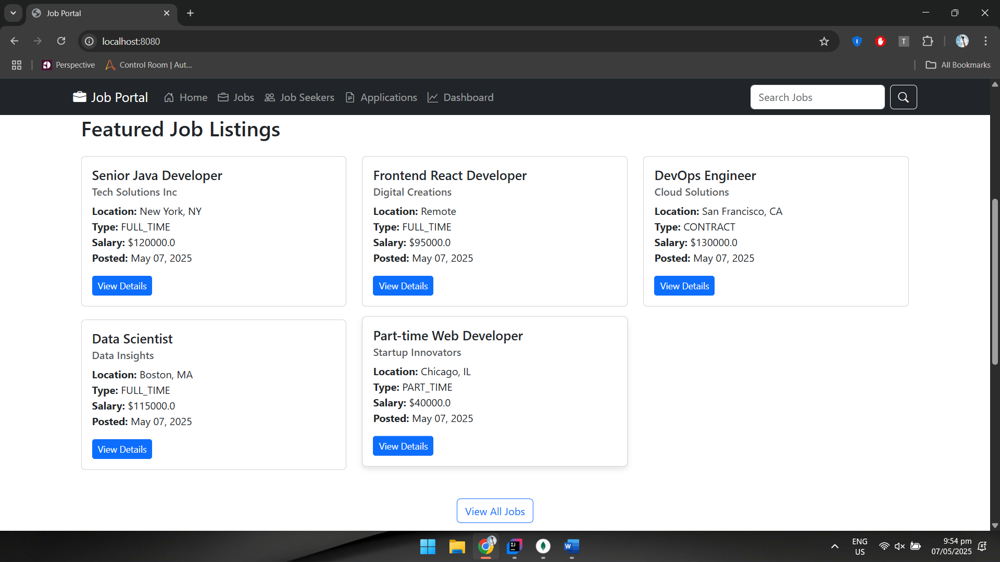 Job Portal
localhost:8080
T
Perspective
Control Room | Aut...
All Bookmarks
Job Portal
Home
Jobs
Job Seekers
Applications
Dashboard
Search Jobs
Featured Job Listings
Senior Java Developer
Tech Solutions Inc
Location: New York, NY
Type: FULL_TIME
Salary: $120000.0
Posted: May 07, 2025
View Details
Frontend React Developer
Digital Creations
Location: Remote
Type: FULL_TIME
Salary: $95000.0
Posted: May 07, 2025
View Details
DevOps Engineer
Cloud Solutions
Location: San Francisco, CA
Type: CONTRACT
Salary: $130000.0
Posted: May 07, 2025
View Details
Data Scientist
Data Insights
Location: Boston, MA
Type: FULL_TIME
Salary: $115000.0
Posted: May 07, 2025
View Details
Part-time Web Developer
Startup Innovators
Location: Chicago, IL
Type: PART_TIME
Salary: $40000.0
Posted: May 07, 2025
View Details
View All Jobs
IJ
W
ENG
US
9:54 pm
07/05/2025